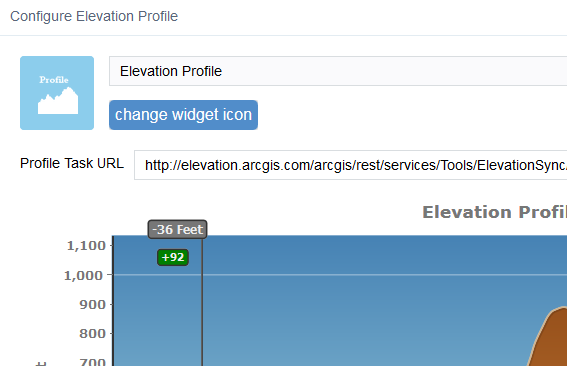 Configure Elevation Profile
Profile
Elevation Profile
change widget icon
Profile Task URL
http://elevation.arcgis.com/arcgis/rest/services/Tools/ElevationSync/
Elevation
-36 Feet
+92
1,100
1,000
900
800
700